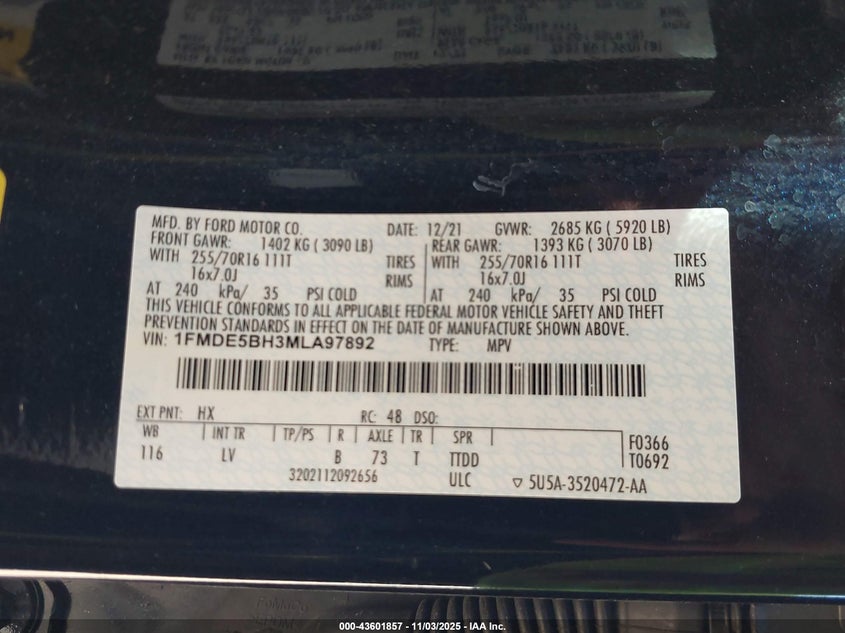 MFD. BY FORD MOTOR CO. DATE: 12/21 GVWR: 2685 KG ( 5920 LB)
FRONT GAWR: 1402 KG ( 3090 LB) REAR GAWR: 1393 KG ( 3070 LB)
WITH 255/70R16 111T TIRES WITH 255/70R16 111T TIRES
16x7.0J RIMS 16x7.0J RIMS
AT 240 kPa/ 35 PSI COLD AT 240 kPa/ 35 PSI COLD
THIS VEHICLE CONFORMS TO ALL APPLICABLE FEDERAL MOTOR VEHICLE SAFETY AND THEFT
PREVENTION STANDARDS IN EFFECT ON THE DATE OF MANUFACTURE SHOWN ABOVE.
VIN: 1FMDE5BH3MLA97892 TYPE: MPV
EXT PNT: HX RC: 48 DSO:
WB INT TR TP/PS R AXLE TR SPR F0366
116 LV B 73 T TTDD T0692
3202112092656 ULC ▽ 5U5A-3520472-AA
000-43601857 - 11/03/2025 - IAA Inc.